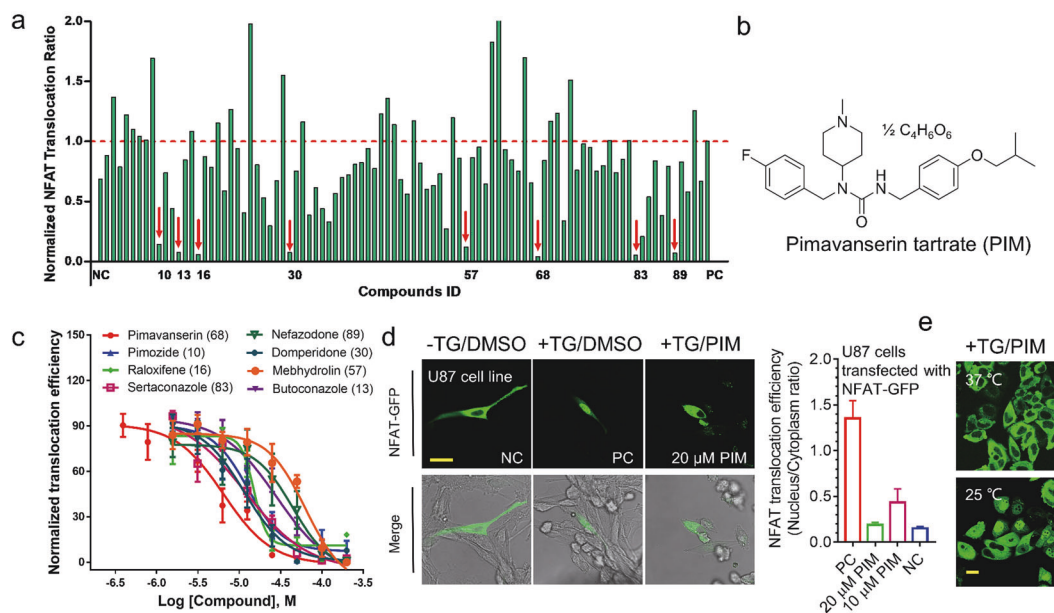 a
Normalized NFAT Translocation Ratio
2.0
1.5
1.0
0.5
0.0
NC
10
13
16
30
57
68
83
89
PC
Compounds ID
b
N
F
N
O
NH
O
½ C₄H₆O₆
Pimavanserin tartrate (PIM)
c
Normalized translocation efficiency
150
120
90
60
30
0
Pimavanserin (68)
Pimozide (10)
Raloxifene (16)
Sertaconazole (83)
Nefazodone (89)
Domperidone (30)
Mebhydrolin (57)
Butoconazole (13)
-6.5
-6.0
-5.5
-5.0
-4.5
-4.0
-3.5
Log [Compound], M
d
-TG/DMSO
+TG/DMSO
+TG/PIM
NFAT-GFP
U87 cell line
NC
PC
20 µM PIM
Merge
NFAT translocation efficiency
(Nucleus/Cytoplasm ratio)
2.0
1.5
1.0
0.5
0.0
U87 cells
transfected with
NFAT-GFP
PC
20 µM PIM
10 µM PIM
NC
e
+TG/PIM
37 °C
25 °C